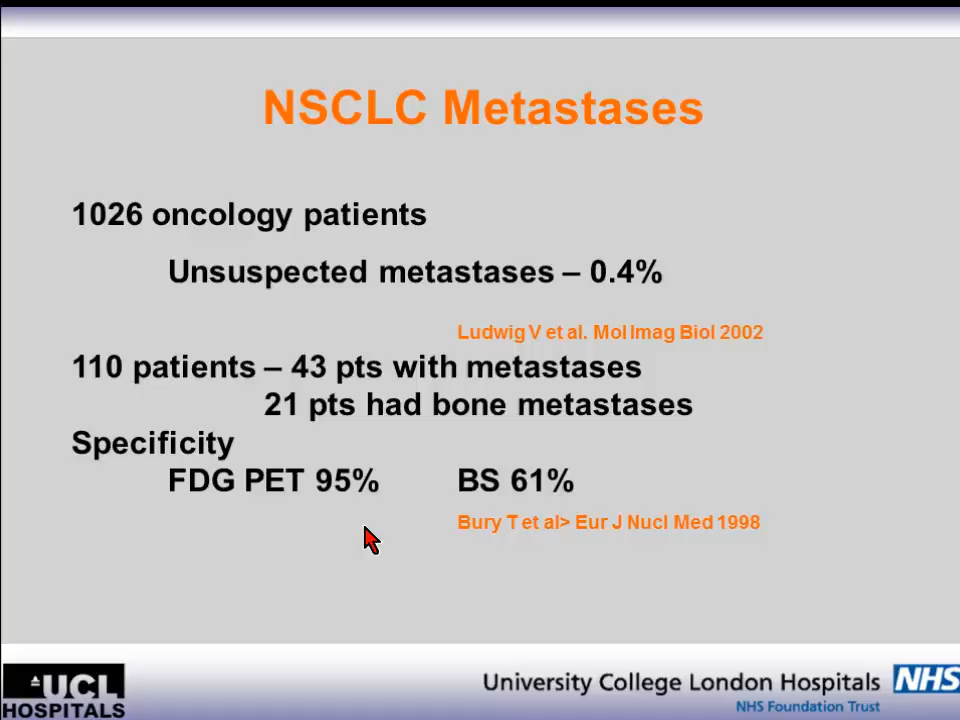 NSCLC Metastases
1026 oncology patients
Unsuspected metastases – 0.4%
Ludwig V et al. Mol Imag Biol 2002
110 patients – 43 pts with metastases
21 pts had bone metastases
Specificity
FDG PET 95% BS 61%
Bury T et al> Eur J Nucl Med 1998
UCL
HOSPITALS
University College London Hospitals NHS
NHS Foundation Trust